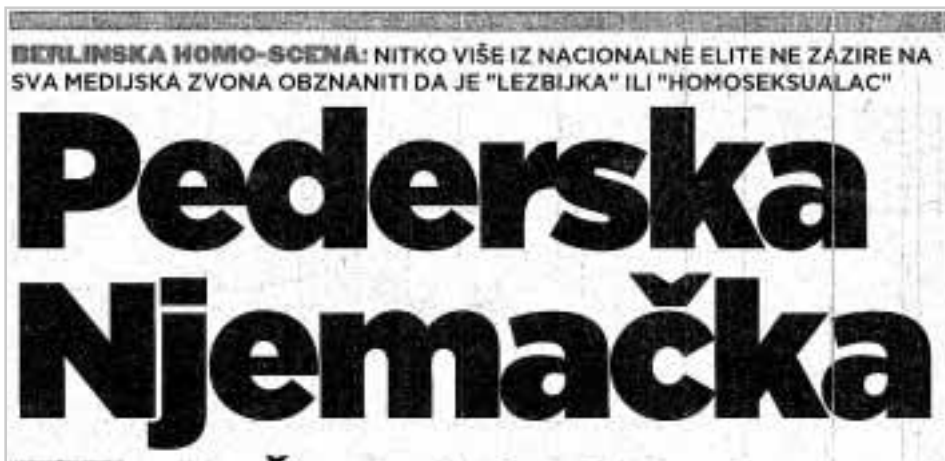 BERLINSKA HOMO-SCENA: NITKO VIŠE IZ NACIONALNE ELITE NE ZAZIRE NA
SVA MEDIJSKA ZVONA OBZNANITI DA JE "LEZBIJKA" ILI "HOMOSEKSUALAC"
Pederska
Njemačka